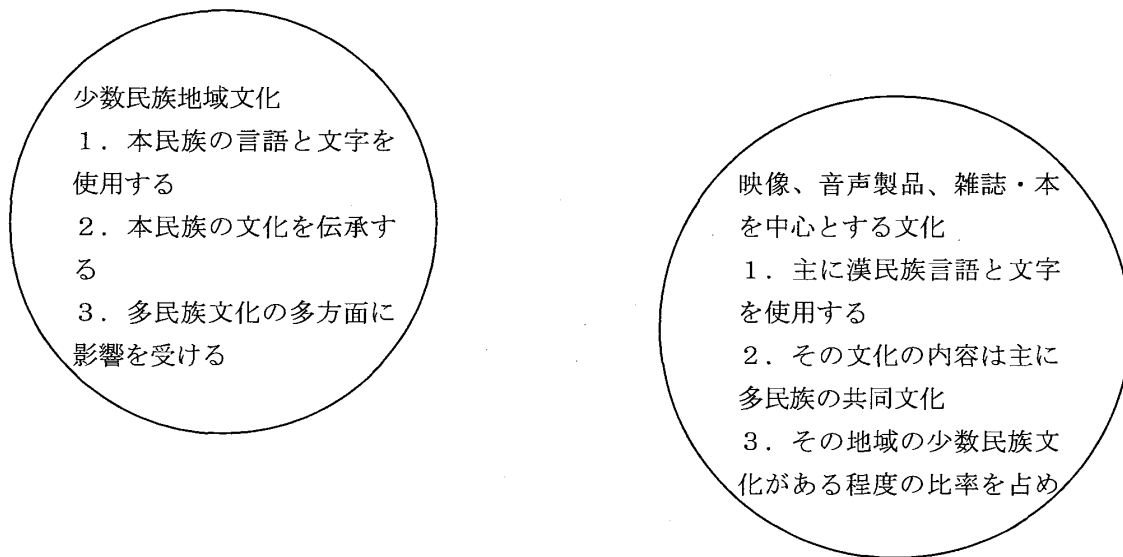 少数民族地域文化
1．本民族の言語と文字を
使用する
2．本民族の文化を伝承す
る
3．多民族文化の多方面に
影響を受ける
映像、音声製品、雑誌・本
を中心とする文化
1．主に漢民族言語と文字
を使用する
2．その文化の内容は主に
多民族の共同文化
3．その地域の少数民族文
化がある程度の比率を占め